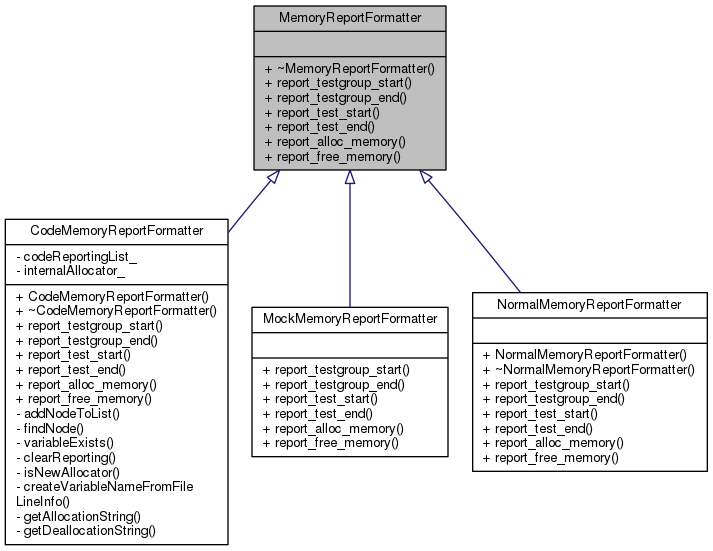 MemoryReportFormatter
+ ~MemoryReportFormatter()
+ report_testgroup_start()
+ report_testgroup_end()
+ report_test_start()
+ report_test_end()
+ report_alloc_memory()
+ report_free_memory()
CodeMemoryReportFormatter
- codeReportingList_
- internalAllocator_
+ CodeMemoryReportFormatter()
+ ~CodeMemoryReportFormatter()
+ report_testgroup_start()
+ report_testgroup_end()
+ report_test_start()
+ report_test_end()
+ report_alloc_memory()
+ report_free_memory()
- addNodeToList()
- findNode()
- variableExists()
- clearReporting()
- isNewAllocator()
- createVariableNameFromFile
LineInfo()
- getAllocationString()
- getDeallocationString()
MockMemoryReportFormatter
+ report_testgroup_start()
+ report_testgroup_end()
+ report_test_start()
+ report_test_end()
+ report_alloc_memory()
+ report_free_memory()
NormalMemoryReportFormatter
+ NormalMemoryReportFormatter()
+ ~NormalMemoryReportFormatter()
+ report_testgroup_start()
+ report_testgroup_end()
+ report_test_start()
+ report_test_end()
+ report_alloc_memory()
+ report_free_memory()